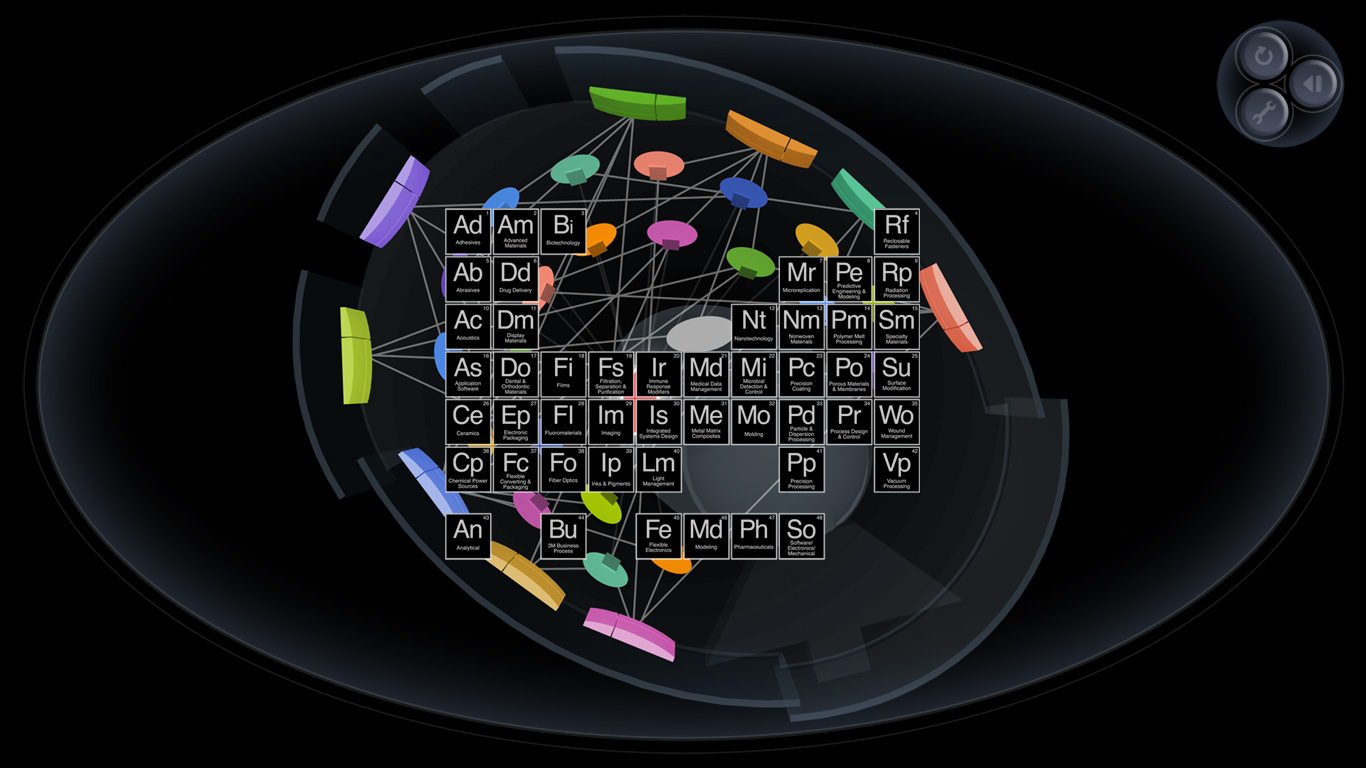 1
Ad
Adhesives
2
Am
Advanced
Materials
3
Bi
Biotechnology
4
Rf
Reclosable
Fasteners
5
Ab
Abrasives
6
Dd
Drug Delivery
7
Mr
Microreplication
8
Pe
Predictive
Engineering &
Modeling
9
Rp
Radiation
Processing
10
Ac
Acoustics
11
Dm
Display
Materials
12
Nt
Nanotechnology
13
Nm
Nonwoven
Materials
14
Pm
Polymer Melt
Processing
15
Sm
Specialty
Materials
16
As
Application
Software
17
Do
Dental &
Orthodontic
Materials
18
Fi
Films
19
Fs
Filtration,
Separation &
Purification
20
Ir
Immune
Response
Modifiers
21
Md
Medical Data
Management
22
Mi
Microbial
Detection &
Control
23
Pc
Precision
Coating
24
Po
Porous Materials
& Membranes
25
Su
Surface
Modification
26
Ce
Ceramics
27
Ep
Electronic
Packaging
28
Fl
Fluoromaterials
29
Im
Imaging
30
Is
Integrated
Systems Design
31
Me
Metal Matrix
Composites
32
Mo
Molding
33
Pd
Particle &
Dispersion
Processing
34
Pr
Process Design
& Control
35
Wo
Wound
Management
36
Cp
Chemical Power
Sources
37
Fc
Flexible
Converting &
Packaging
38
Fo
Fiber Optics
39
Ip
Inks & Pigments
40
Lm
Light
Management
41
Pp
Precision
Processing
42
Vp
Vacuum
Processing
43
An
Analytical
44
Bu
3M Business
Process
45
Fe
Flexible
Electronics
46
Md
Modeling
47
Ph
Pharmaceuticals
48
So
Software/
Electronics/
Mechanical